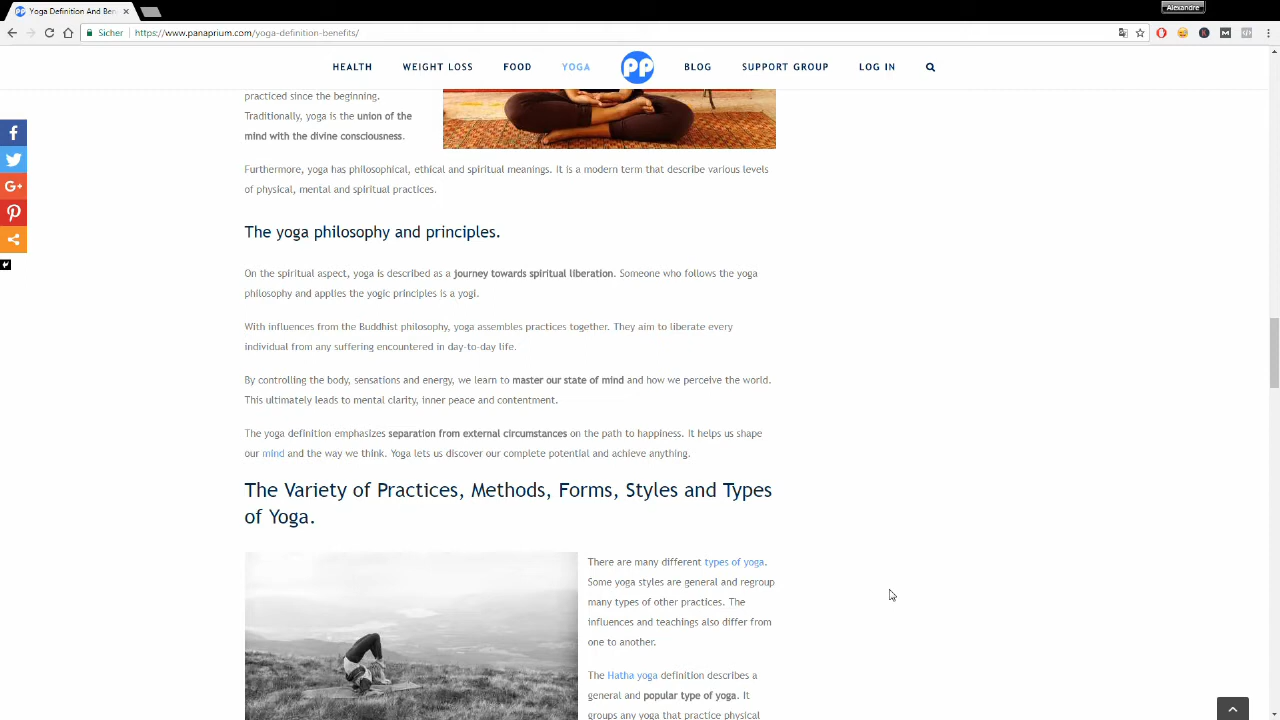 Alexandre
Yoga Definition And Ben
Sicher
https://www.panaprium.com/yoga-definition-benefits/
HEALTH WEIGHT LOSS FOOD YOGA PP BLOG SUPPORT GROUP LOG IN
practiced since the beginning.
Traditionally, yoga is the union of the
mind with the divine consciousness.
Furthermore, yoga has philosophical, ethical and spiritual meanings. It is a modern term that describe various levels
of physical, mental and spiritual practices.
The yoga philosophy and principles.
On the spiritual aspect, yoga is described as a journey towards spiritual liberation. Someone who follows the yoga
philosophy and applies the yogic principles is a yogi.
With influences from the Buddhist philosophy, yoga assembles practices together. They aim to liberate every
individual from any suffering encountered in day-to-day life.
By controlling the body, sensations and energy, we learn to master our state of mind and how we perceive the world.
This ultimately leads to mental clarity, inner peace and contentment.
The yoga definition emphasizes separation from external circumstances on the path to happiness. It helps us shape
our mind and the way we think. Yoga lets us discover our complete potential and achieve anything.
The Variety of Practices, Methods, Forms, Styles and Types
of Yoga.
There are many different types of yoga.
Some yoga styles are general and regroup
many types of other practices. The
influences and teachings also differ from
one to another.
The Hatha yoga definition describes a
general and popular type of yoga. It
groups any yoga that practice physical